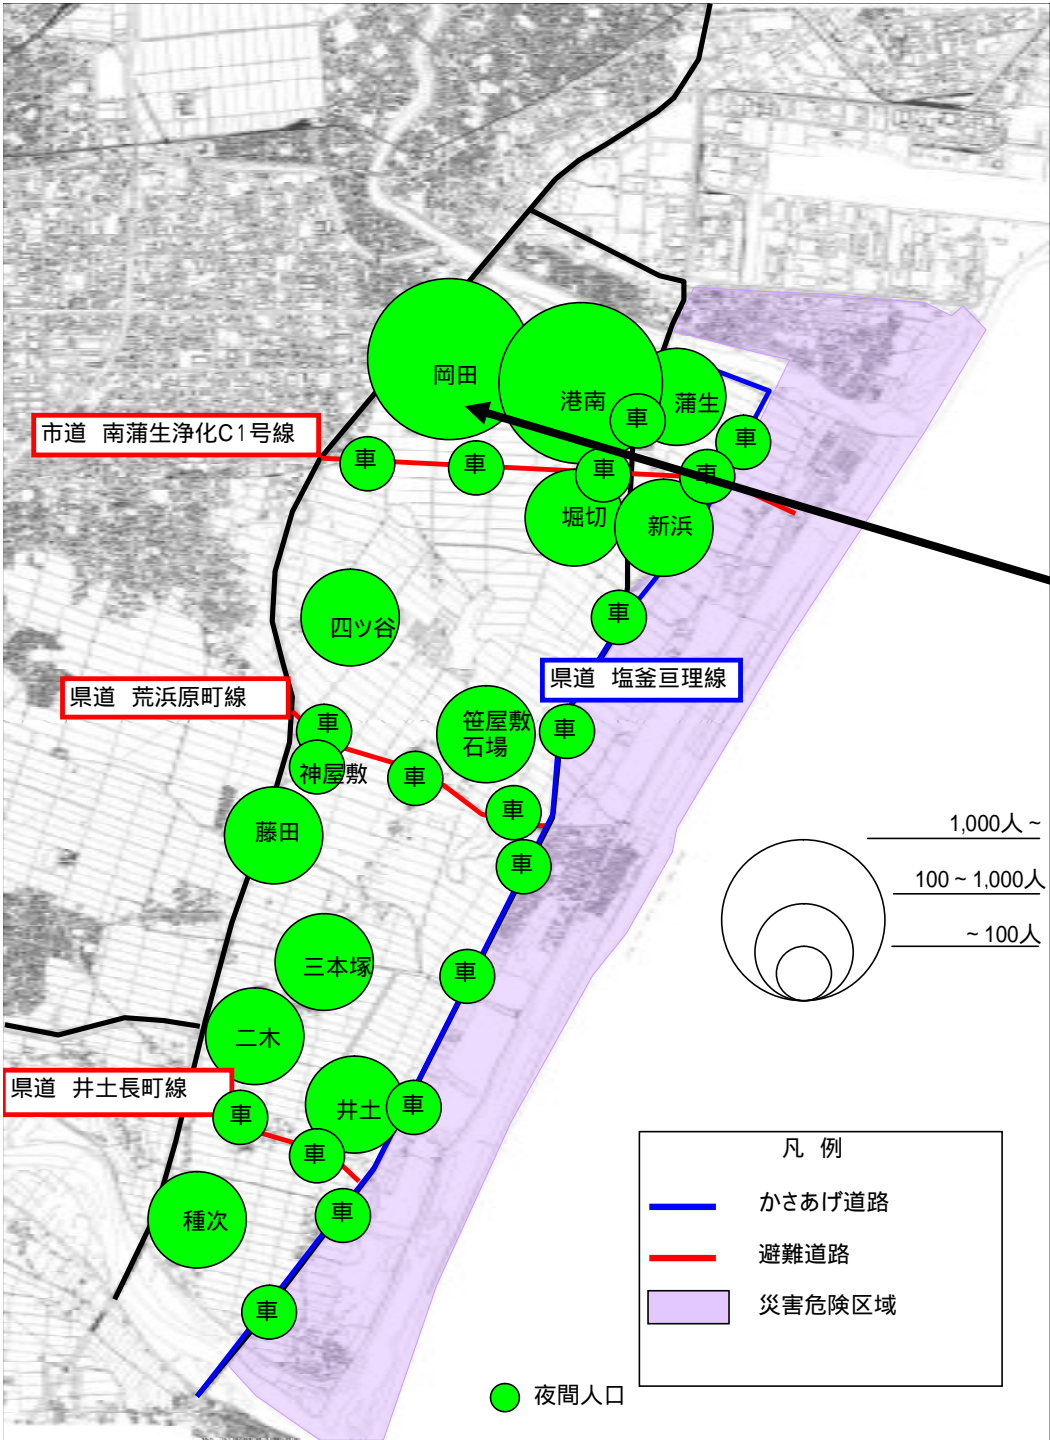 岡田
港南
蒲生
車
市道 南蒲生浄化C1号線
車
車
車
車
車
堀切
新浜
四ツ谷
車
県道 塩釜亘理線
県道 荒浜原町線
笹屋敷
石場
車
車
神屋敷
車
車
藤田
車
1,000人~
100~1,000人
~100人
三本塚
車
二木
県道 井土長町線
車
井土
車
車
種次
車
車
凡 例
かさあげ道路
避難道路
災害危険区域
夜間人口